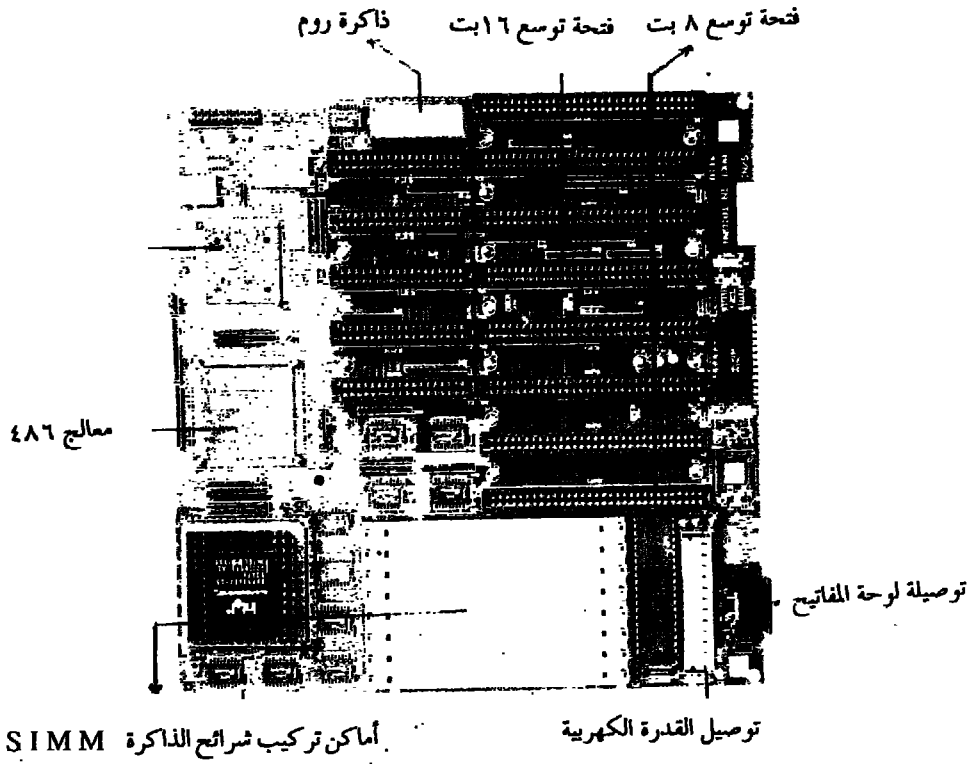 فتحة توسع ٨ بت
فتحة توسع ١٦بت
ذاكرة روم
معالج ٤٨٦
توصيلة لوحة المفاتيح
توصيل القدرة الكهربية
أماكن تركيب شرائح الذاكرة SIMM